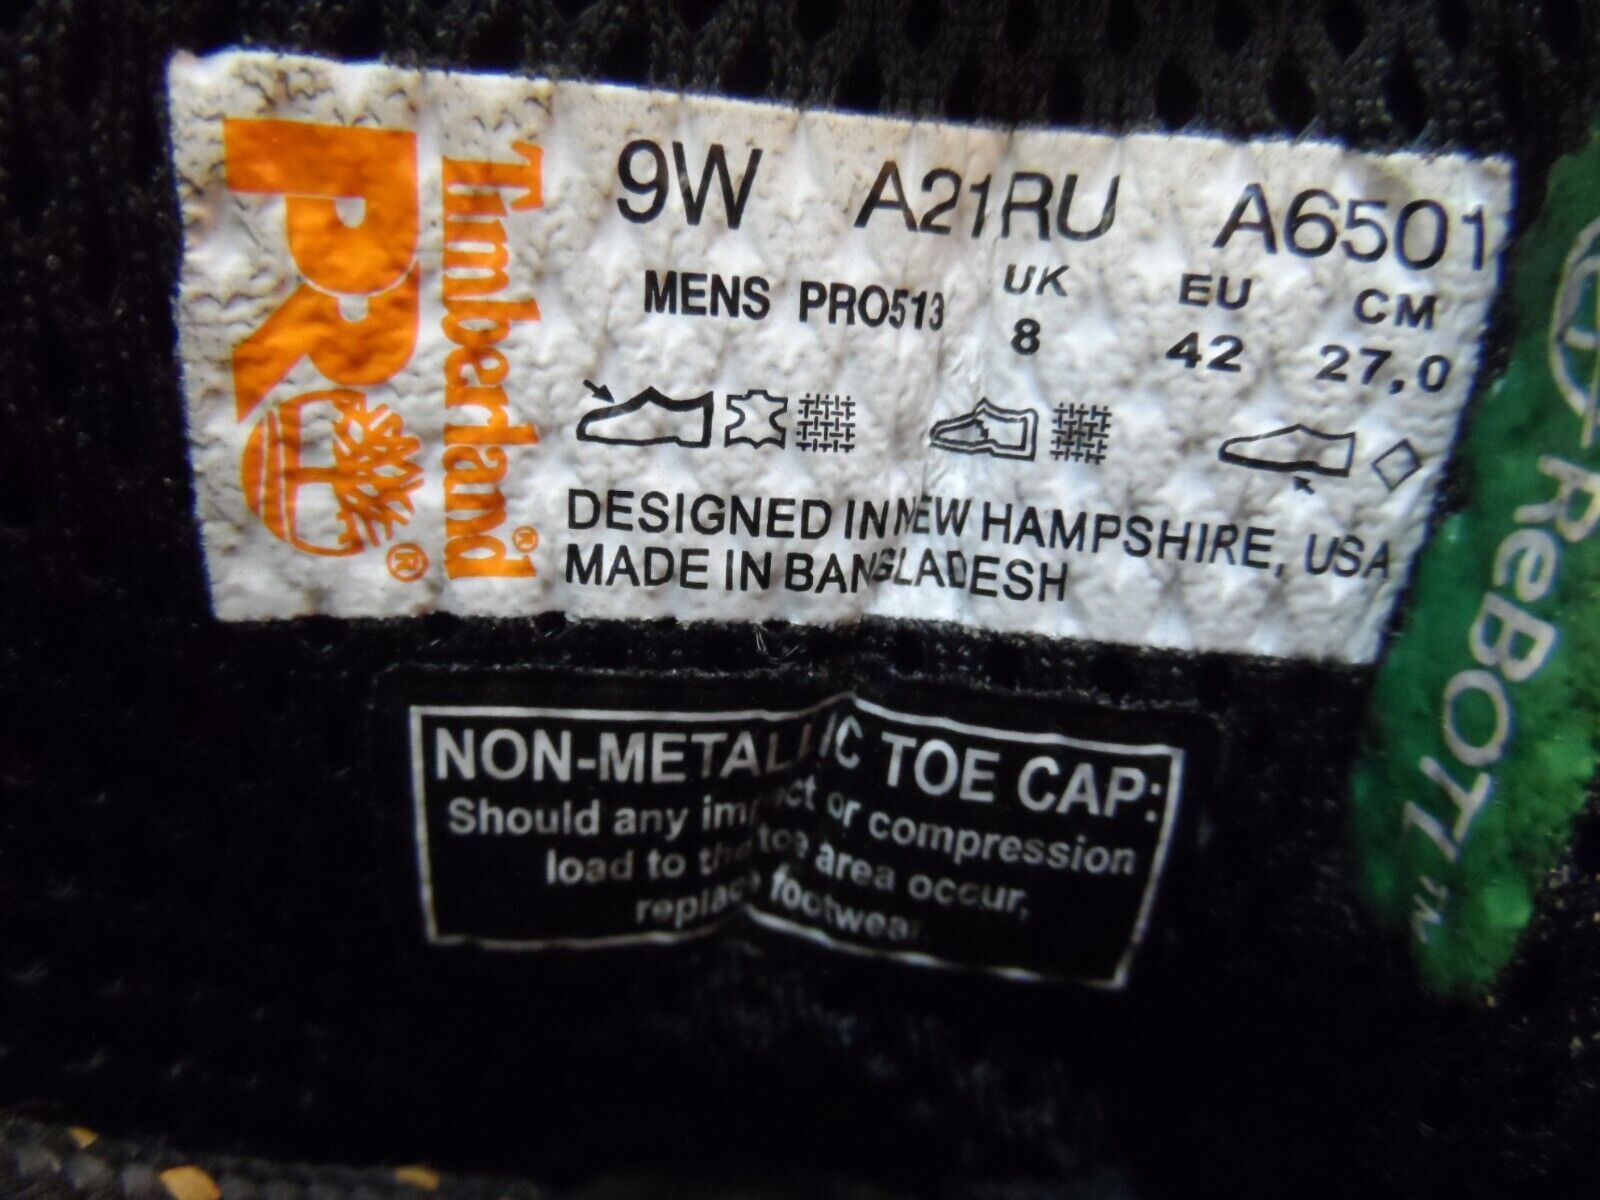 PRO®
Timberland®
9W A21RU A6501
MENS PRO513
UK EU CM
8 42 27,0
DESIGNED IN NEW HAMPSHIRE, USA
MADE IN BANGLADESH
ReBOTL™
NON-METALLIC TOE CAP:
Should any impact or compression
load to the toe area occur,
replace footwear.